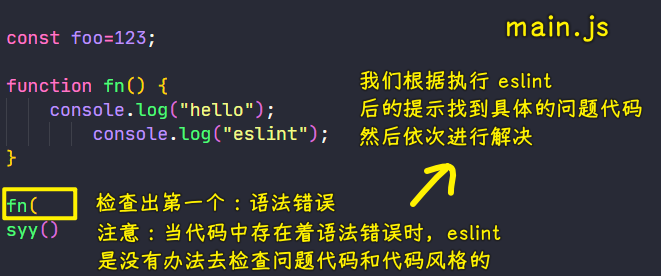 main.js
const foo=123;
function fn() {
console.log("hello");
console.log("eslint");
}
我们根据执行 eslint
后的提示找到具体的问题代码
然后依次进行解决
fn(
syy()
检查出第一个：语法错误
注意：当代码中存在着语法错误时，eslint
是没有办法去检查问题代码和代码风格的